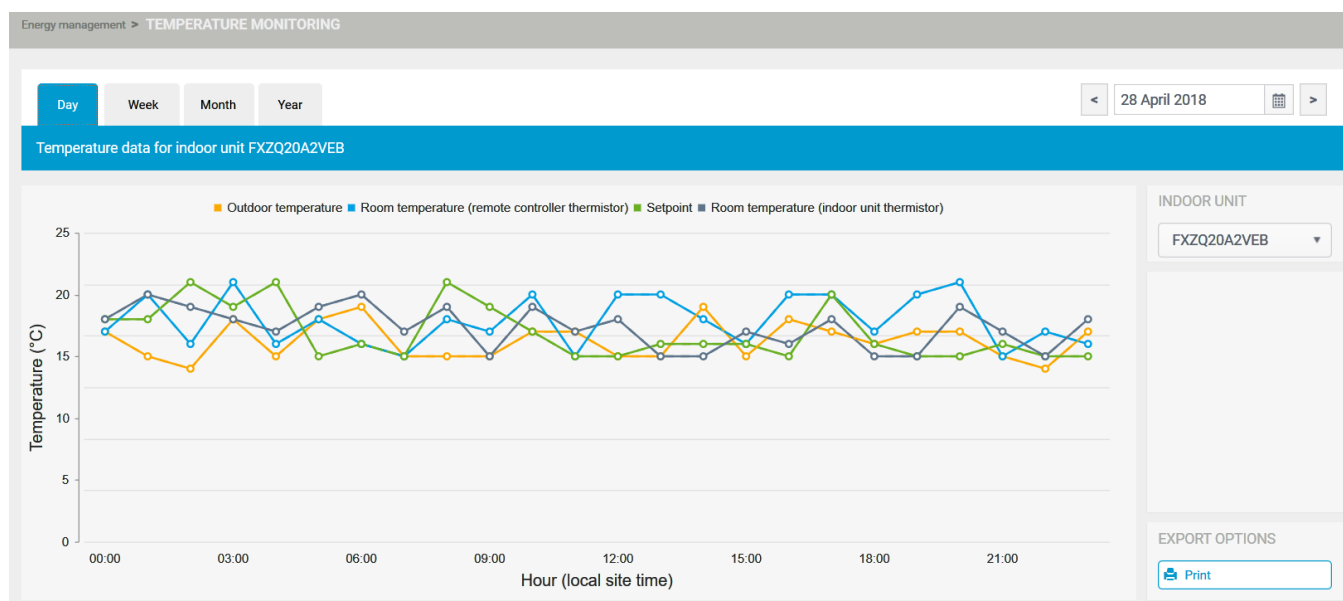 Energy management > TEMPERATURE MONITORING
Day Week Month Year < 28 April 2018 >
Temperature data for indoor unit FXZQ20A2VEB
Outdoor temperature Room temperature (remote controller thermistor) Setpoint Room temperature (indoor unit thermistor)
INDOOR UNIT
FXZQ20A2VEB
25
20
15
10
5
0
Temperature (°C)
00:00 03:00 06:00 09:00 12:00 15:00 18:00 21:00
Hour (local site time)
EXPORT OPTIONS
Print